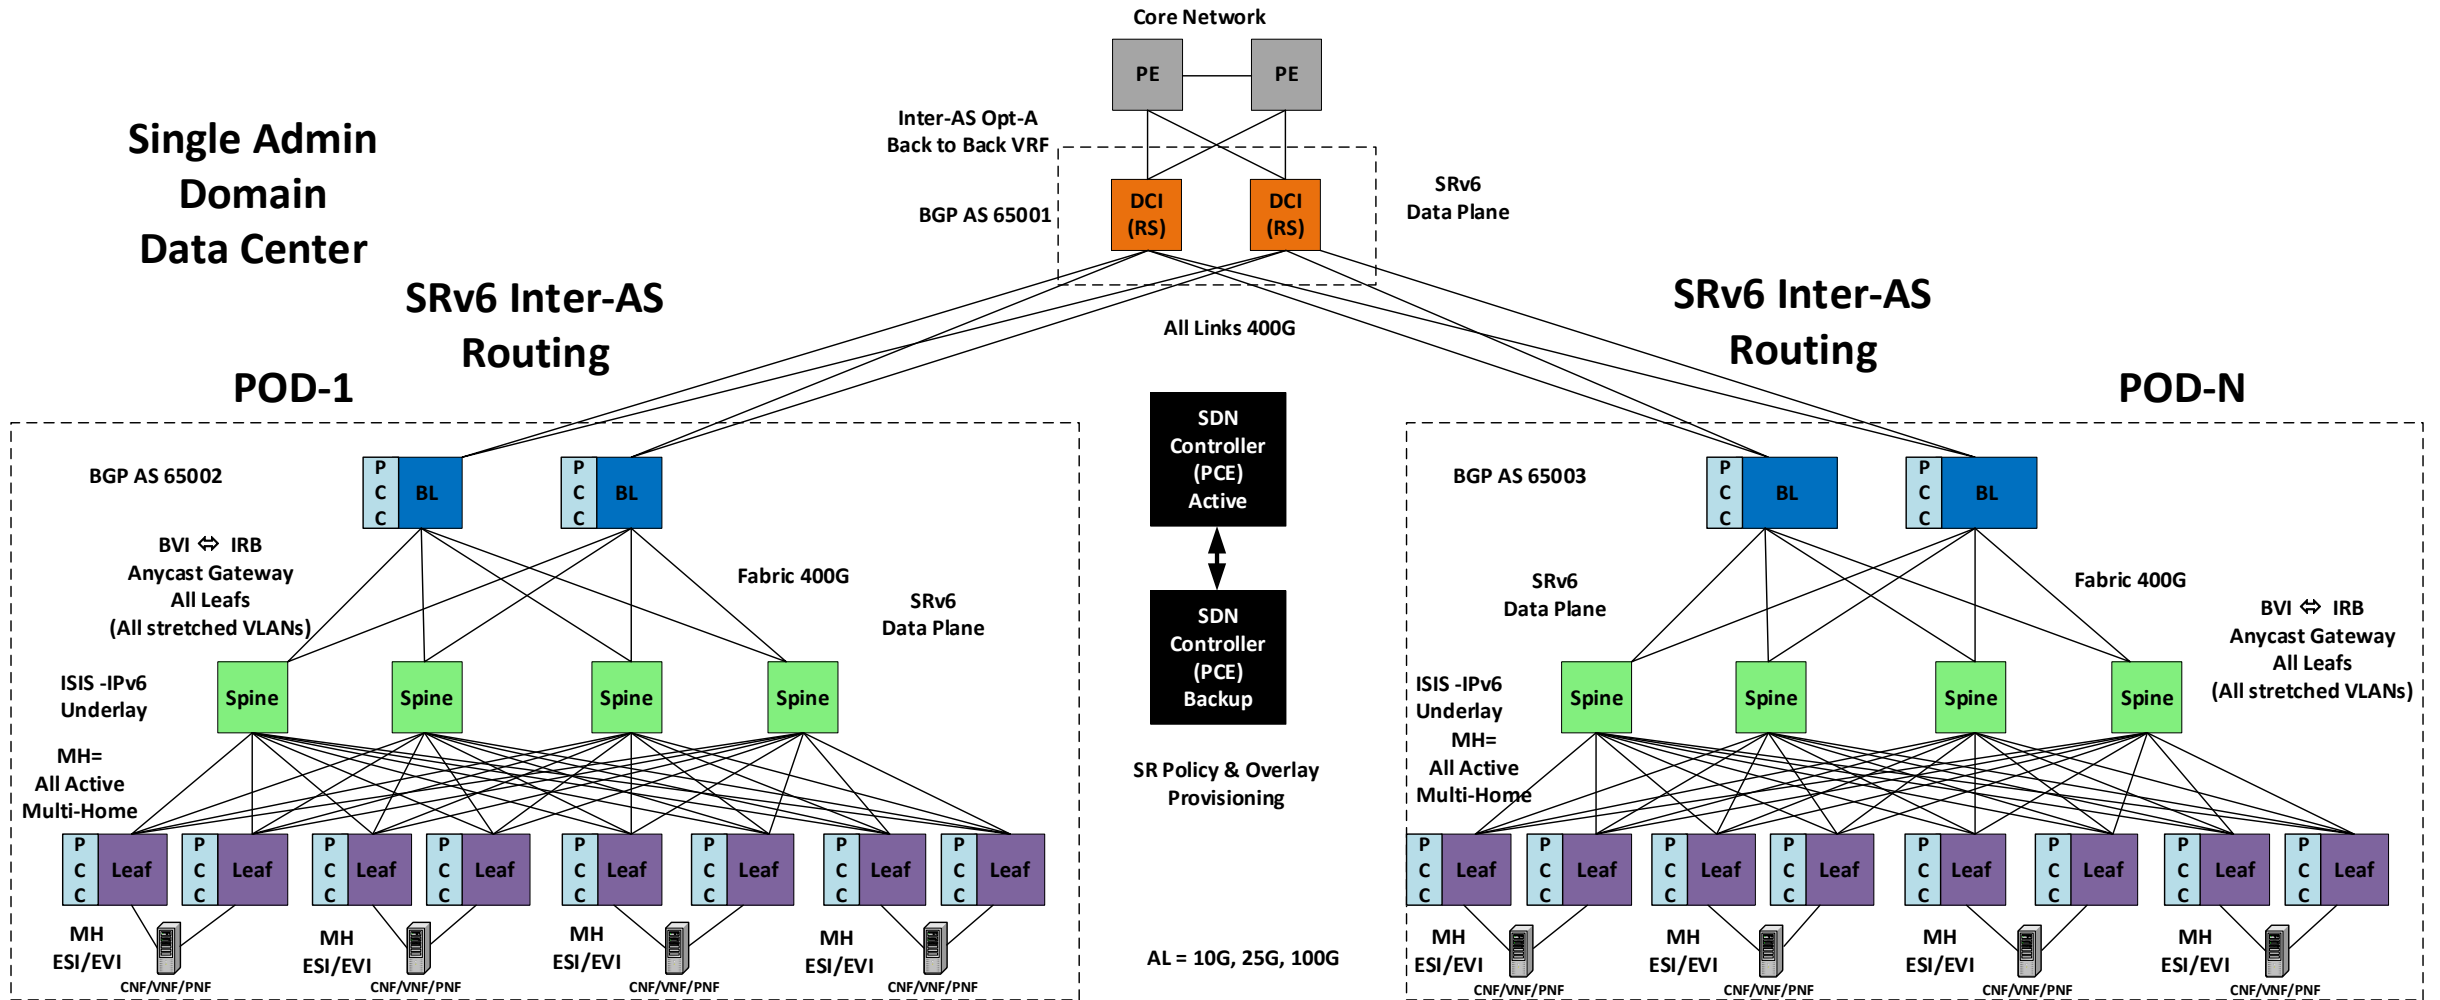 Core Network
PE
PE
Inter-AS Opt-A
Back to Back VRF
Single Admin
Domain
Data Center
DCI
(RS)
DCI
(RS)
BGP AS 65001
SRv6
Data Plane
SRv6 Inter-AS
Routing
SRv6 Inter-AS
Routing
All Links 400G
POD-1
POD-N
SDN
Controller
(PCE)
Active
SDN
Controller
(PCE)
Backup
SR Policy & Overlay
Provisioning
AL = 10G, 25G, 100G
BGP AS 65002
P
C
C
BL
P
C
C
BL
BVI ⇔ IRB
Anycast Gateway
All Leafs
(All stretched VLANs)
Fabric 400G
SRv6
Data Plane
ISIS -IPv6
Underlay
Spine
Spine
Spine
Spine
MH=
All Active
Multi-Home
P
C
C
Leaf
P
C
C
Leaf
P
C
C
Leaf
P
C
C
Leaf
P
C
C
Leaf
P
C
C
Leaf
P
C
C
Leaf
P
C
C
Leaf
MH
ESI/EVI
CNF/VNF/PNF
MH
ESI/EVI
CNF/VNF/PNF
MH
ESI/EVI
CNF/VNF/PNF
MH
ESI/EVI
CNF/VNF/PNF
BGP AS 65003
P
C
C
BL
P
C
C
BL
SRv6
Data Plane
Fabric 400G
BVI ⇔ IRB
Anycast Gateway
All Leafs
(All stretched VLANs)
ISIS -IPv6
Underlay
Spine
Spine
Spine
Spine
MH=
All Active
Multi-Home
P
C
C
Leaf
P
C
C
Leaf
P
C
C
Leaf
P
C
C
Leaf
P
C
C
Leaf
P
C
C
Leaf
P
C
C
Leaf
P
C
C
Leaf
MH
ESI/EVI
CNF/VNF/PNF
MH
ESI/EVI
CNF/VNF/PNF
MH
ESI/EVI
CNF/VNF/PNF
MH
ESI/EVI
CNF/VNF/PNF